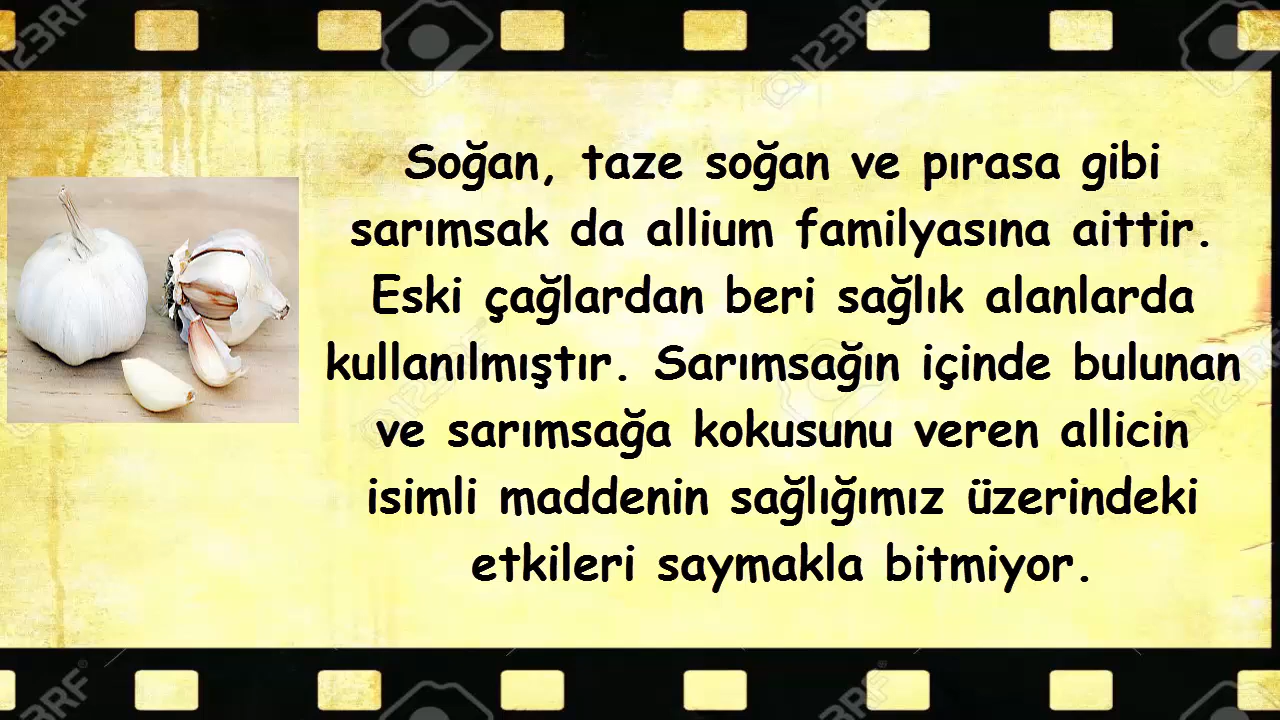 Soğan, taze soğan ve pırasa gibi
sarımsak da allium familyasına aittir.
Eski çağlardan beri sağlık alanlarda
kullanılmıştır. Sarımsağın içinde bulunan
ve sarımsağa kokusunu veren allicin
isimli maddenin sağlığımız üzerindeki
etkileri saymakla bitmiyor.